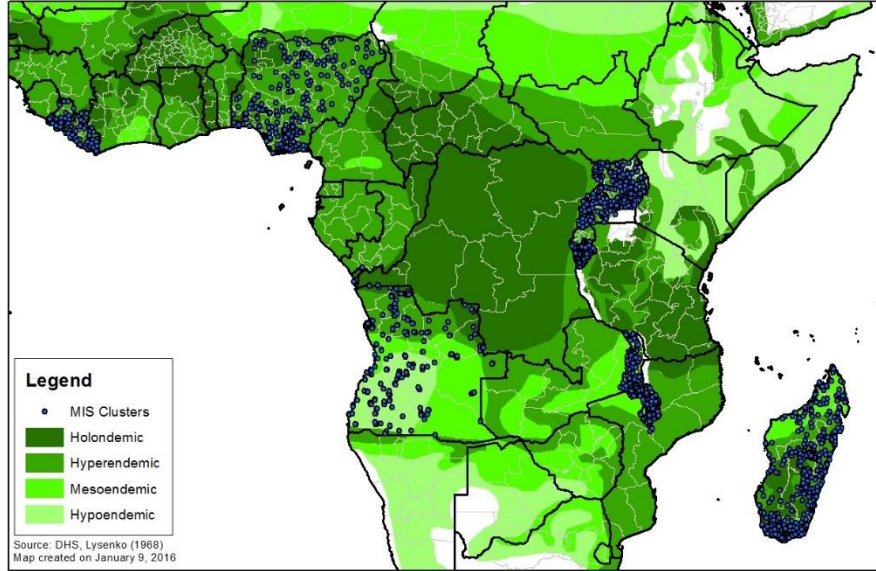 Legend
MIS Clusters
Holondemic
Hyperendemic
Mesoendemic
Hypoendemic
Source: DHS, Lysenko (1968)
Map created on January 9, 2016